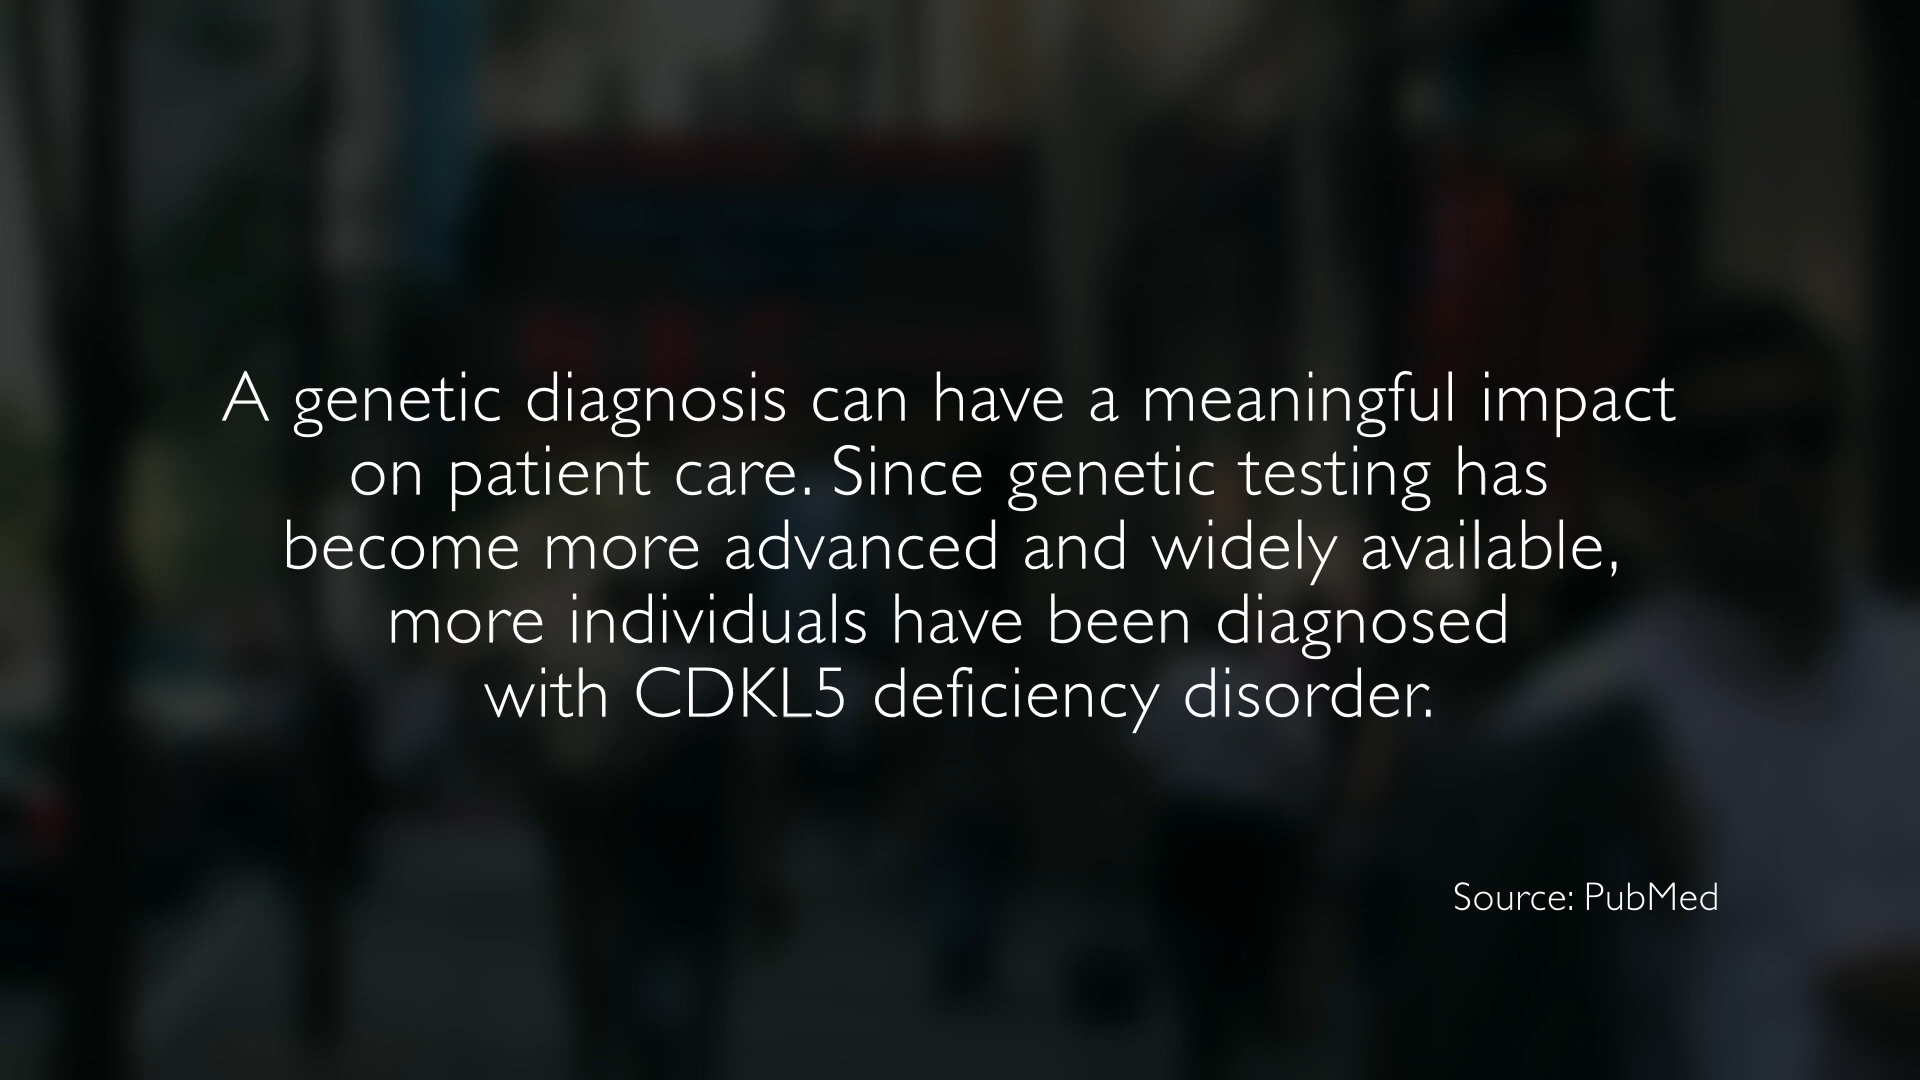 A genetic diagnosis can have a meaningful impact
on patient care. Since genetic testing has
become more advanced and widely available,
more individuals have been diagnosed
with CDKL5 deficiency disorder.
Source: PubMed